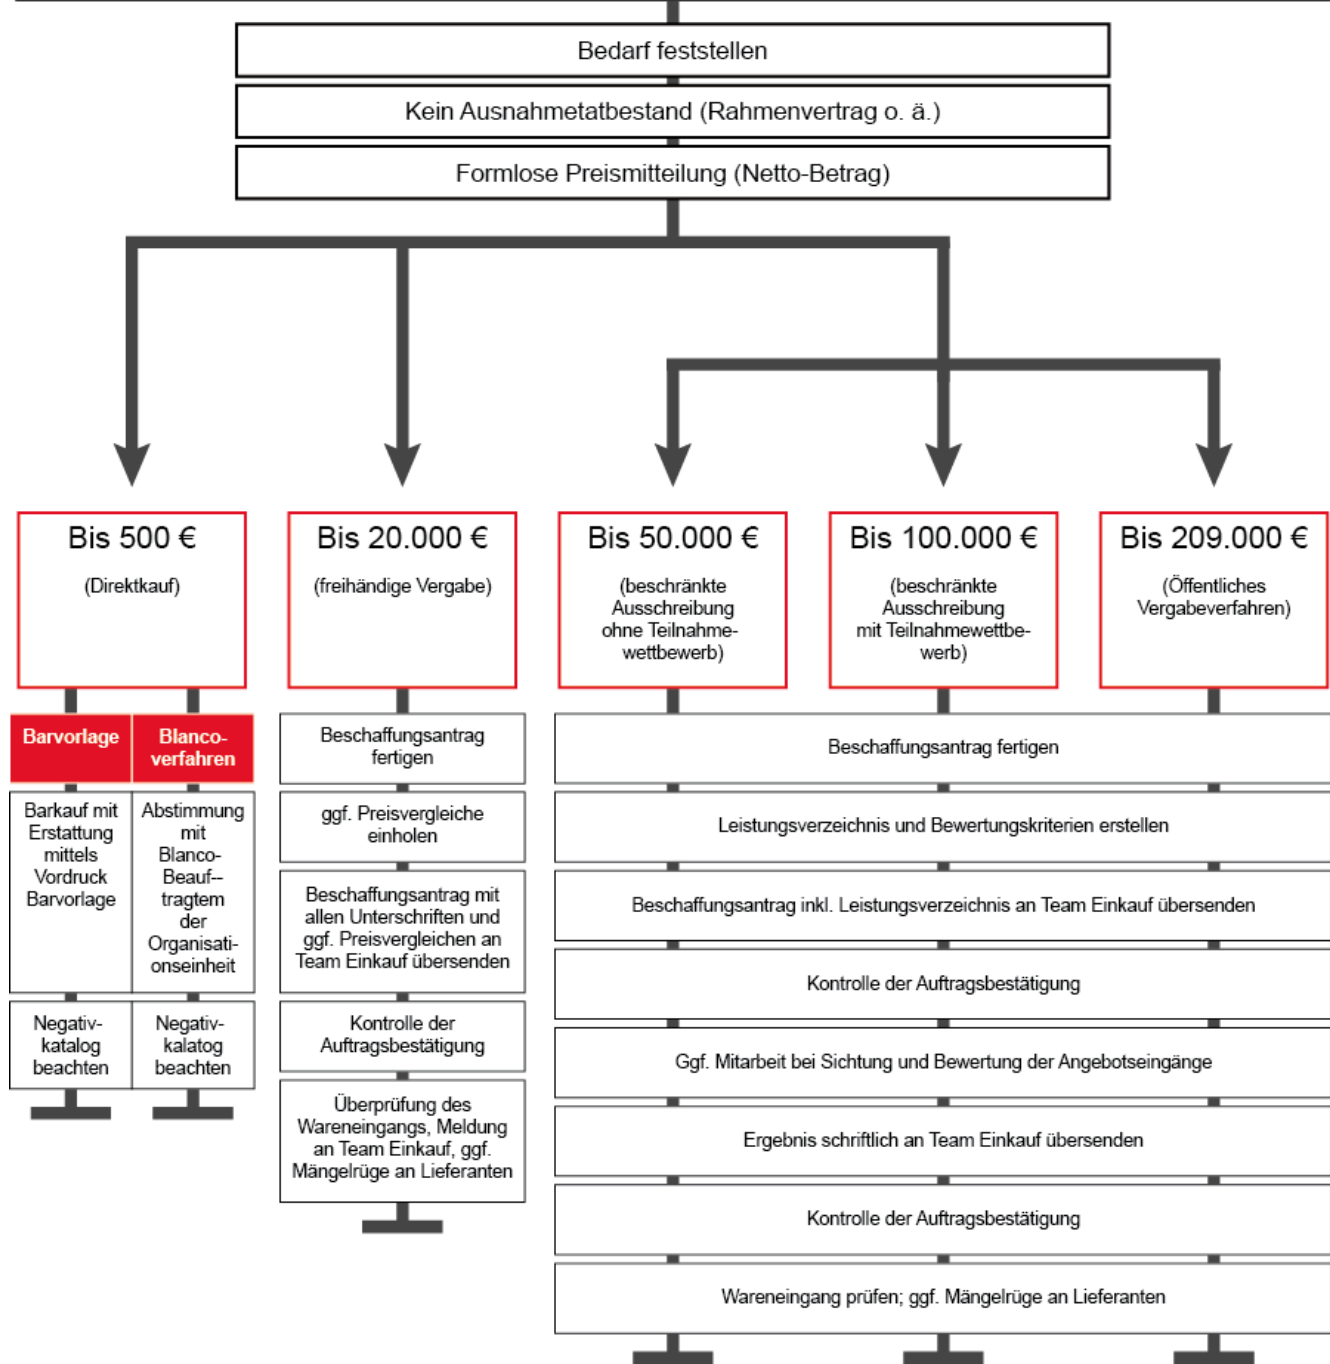 Bedarf feststellen
Kein Ausnahmetatbestand (Rahmenvertrag o. ä.)
Formlose Preismitteilung (Netto-Betrag)
Bis 500 €
(Direktkauf)
Bis 20.000 €
(freihändige Vergabe)
Bis 50.000 €
(beschränkte
Ausschreibung
ohne Teilnahme-
wettbewerb)
Bis 100.000 €
(beschränkte
Ausschreibung
mit Teilnahmewettbe-
werb)
Bis 209.000 €
(Öffentliches
Vergabeverfahren)
Barvorlage
Barkauf mit
Erstattung
mittels
Vordruck
Barvorlage
Negativ-
katalog
beachten
Blanco-
verfahren
Abstimmung
mit
Blanco-
Beauf--
tragtem
der
Organisati-
onseinheit
Negativ-
kalatog
beachten
Beschaffungsantrag
fertigen
ggf. Preisvergleiche
einholen
Beschaffungsantrag mit
allen Unterschriften und
ggf. Preisvergleichen an
Team Einkauf übersenden
Kontrolle der
Auftragsbestätigung
Überprüfung des
Wareneingangs, Meldung
an Team Einkauf, ggf.
Mängelrüge an Lieferanten
Beschaffungsantrag fertigen
Leistungsverzeichnis und Bewertungskriterien erstellen
Beschaffungsantrag inkl. Leistungsverzeichnis an Team Einkauf übersenden
Kontrolle der Auftragsbestätigung
Ggf. Mitarbeit bei Sichtung und Bewertung der Angebotseingänge
Ergebnis schriftlich an Team Einkauf übersenden
Kontrolle der Auftragsbestätigung
Wareneingang prüfen; ggf. Mängelrüge an Lieferanten